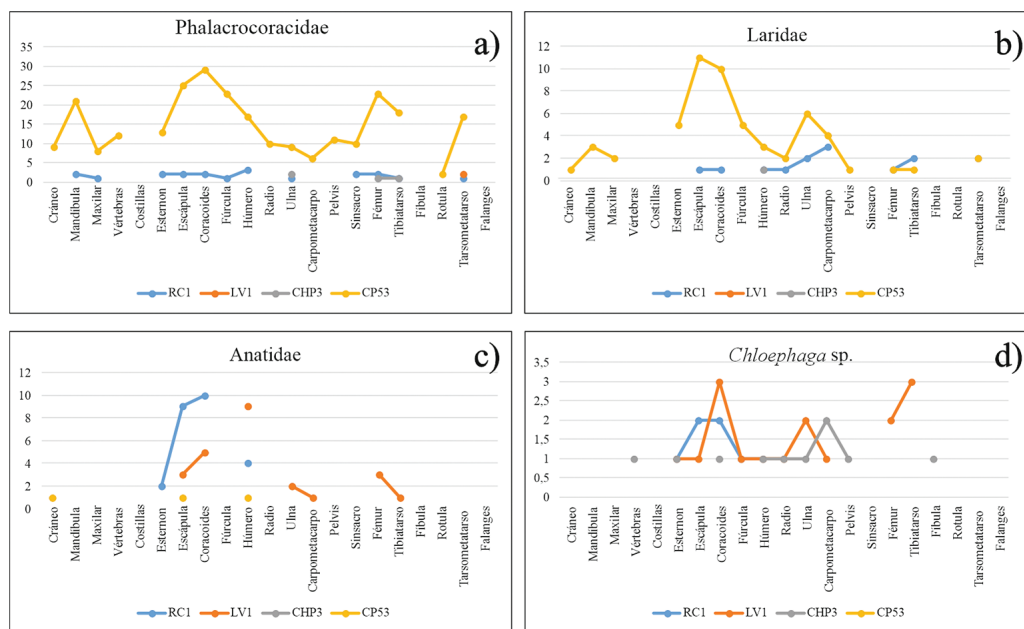 Phalacrocoracidae
a)
35
30
25
20
15
10
5
0
Cráneo
Mandíbula
Maxilar
Vértebras
Costillas
Esternon
Escápula
Coracoides
Fúrcula
Húmero
Radio
Ulna
Carpometacarpo
Pelvis
Sinsacro
Fémur
Tibiatarso
Fibula
Rotula
Tarsometatarso
Falanges
RC1 LV1 CHP3 CP53
Laridae
b)
12
10
8
6
4
2
0
Cráneo
Mandíbula
Maxilar
Vértebras
Costillas
Esternon
Escápula
Coracoides
Fúrcula
Húmero
Radio
Ulna
Carpometacarpo
Pelvis
Sinsacro
Fémur
Tibiatarso
Fibula
Rotula
Tarsometatarso
Falanges
RC1 LV1 CHP3 CP53
Anatidae
c)
12
10
8
6
4
2
0
Cráneo
Mandíbula
Maxilar
Vértebras
Costillas
Esternon
Escápula
Coracoides
Fúrcula
Húmero
Radio
Ulna
Carpometacarpo
Pelvis
Sinsacro
Fémur
Tibiatarso
Fibula
Rotula
Tarsometatarso
Falanges
RC1 LV1 CHP3 CP53
Chloephaga sp.
d)
3,5
3
2,5
2
1,5
1
0,5
0
Cráneo
Mandíbula
Maxilar
Vértebras
Costillas
Esternon
Escápula
Coracoides
Fúrcula
Húmero
Radio
Ulna
Carpometacarpo
Pelvis
Sinsacro
Fémur
Tibiatarso
Fibula
Rotula
Tarsometatarso
Falanges
RC1 LV1 CHP3 CP53